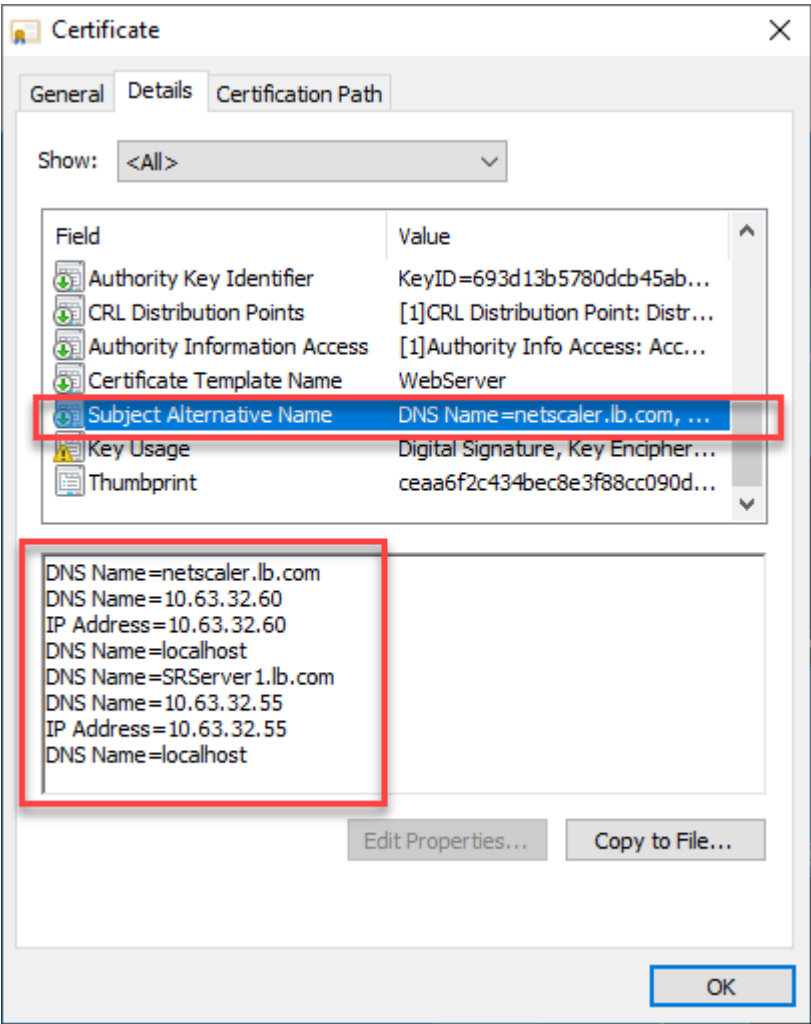 Certificate
General Details Certification Path
Show: <All>
Field Value
Authority Key Identifier KeyID=693d13b5780dcb45ab...
CRL Distribution Points [1]CRL Distribution Point: Distr...
Authority Information Access [1]Authority Info Access: Acc...
Certificate Template Name WebServer
Subject Alternative Name DNS Name=netscaler.lb.com, ...
Key Usage Digital Signature, Key Encipher...
Thumbprint ceaa6f2c434bec8e3f88cc090d...
DNS Name=netscaler.lb.com
DNS Name=10.63.32.60
IP Address=10.63.32.60
DNS Name=localhost
DNS Name=SRServer1.lb.com
DNS Name=10.63.32.55
IP Address=10.63.32.55
DNS Name=localhost
Edit Properties... Copy to File...
OK